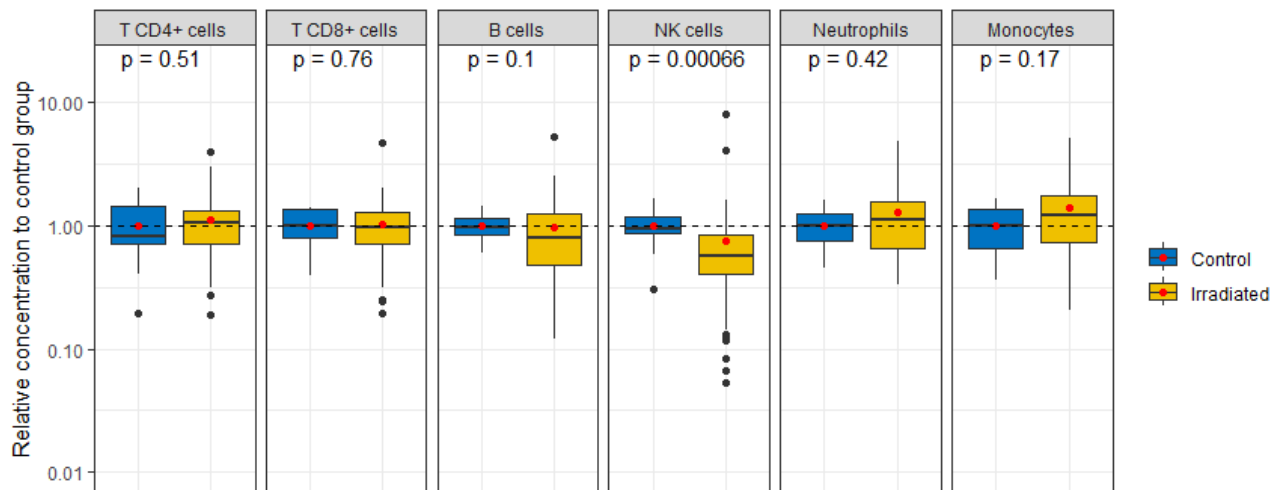 T CD4+ cells
T CD8+ cells
B cells
NK cells
Neutrophils
Monocytes
p = 0.51
p = 0.76
p = 0.1
p = 0.00066
p = 0.42
p = 0.17
Relative concentration to control group
10.00
1.00
0.10
0.01
Control
Irradiated